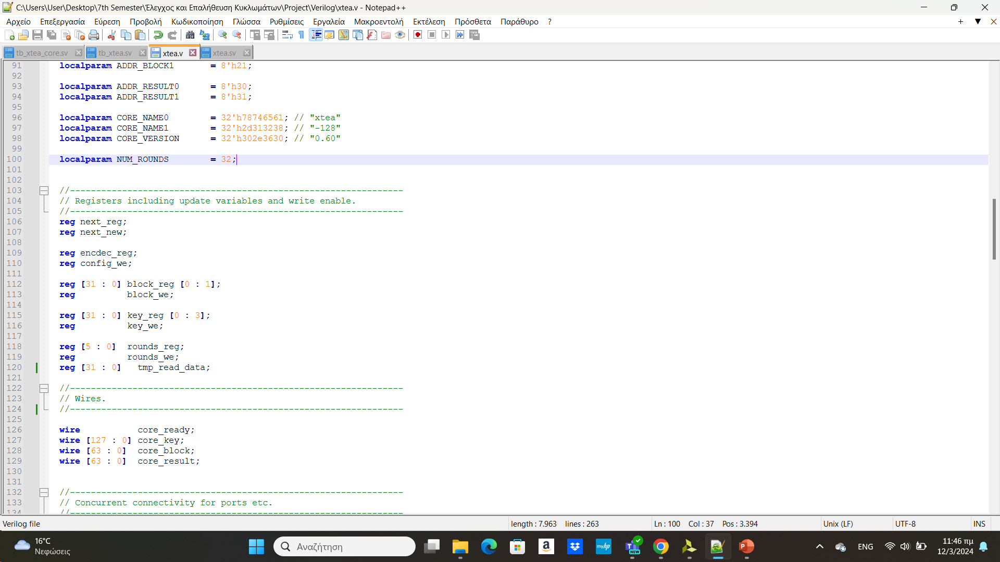 C:\Users\User\Desktop\7th Semester\Έλεγχος και Επαλήθευση Κυκλωμάτων\Project\Verilog\xtea.v - Notepad++
Αρχείο Επεξεργασία Εύρεση Προβολή Κωδικοποίηση Γλώσσα Ρυθμίσεις Εργαλεία Μακροεντολή Εκτέλεση Πρόσθετα Παράθυρο ?
tb_xtea_core.sv tb_xtea.sv xtea.v xtea.sv
91 localparam ADDR_BLOCK1 = 8'h21;
92
93 localparam ADDR_RESULT0 = 8'h30;
94 localparam ADDR_RESULT1 = 8'h31;
95
96 localparam CORE_NAME0 = 32'h78746561; // "xtea"
97 localparam CORE_NAME1 = 32'h2d313238; // "-128"
98 localparam CORE_VERSION = 32'h302e3630; // "0.60"
99
100 localparam NUM_ROUNDS = 32;
101
102
103 //----------------------------------------------------------------
104 // Registers including update variables and write enable.
105 //----------------------------------------------------------------
106 reg next_reg;
107 reg next_new;
108
109 reg encdec_reg;
110 reg config_we;
111
112 reg [31 : 0] block_reg [0 : 1];
113 reg block_we;
114
115 reg [31 : 0] key_reg [0 : 3];
116 reg key_we;
117
118 reg [5 : 0] rounds_reg;
119 reg rounds_we;
120 reg [31 : 0] tmp_read_data;
121
122 //----------------------------------------------------------------
123 // Wires.
124 //----------------------------------------------------------------
125
126 wire core_ready;
127 wire [127 : 0] core_key;
128 wire [63 : 0] core_block;
129 wire [63 : 0] core_result;
130
131
132 //----------------------------------------------------------------
133 // Concurrent connectivity for ports etc.
134 //----------------------------------------------------------------
Verilog file length : 7.963 lines : 263 Ln : 100 Col : 37 Pos : 3.394 Unix (LF) UTF-8 INS
16°C
Νεφώσεις
Αναζήτηση
a
myhp
NEW
ENG
11:46 πμ
12/3/2024